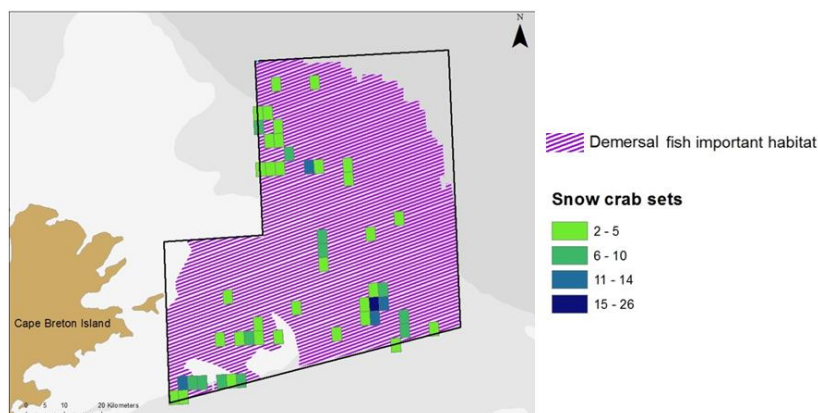 N
Demersal fish important habitat
Snow crab sets
2 - 5
6 - 10
11 - 14
15 - 26
Cape Breton Island
0 5 10 20 Kilometers